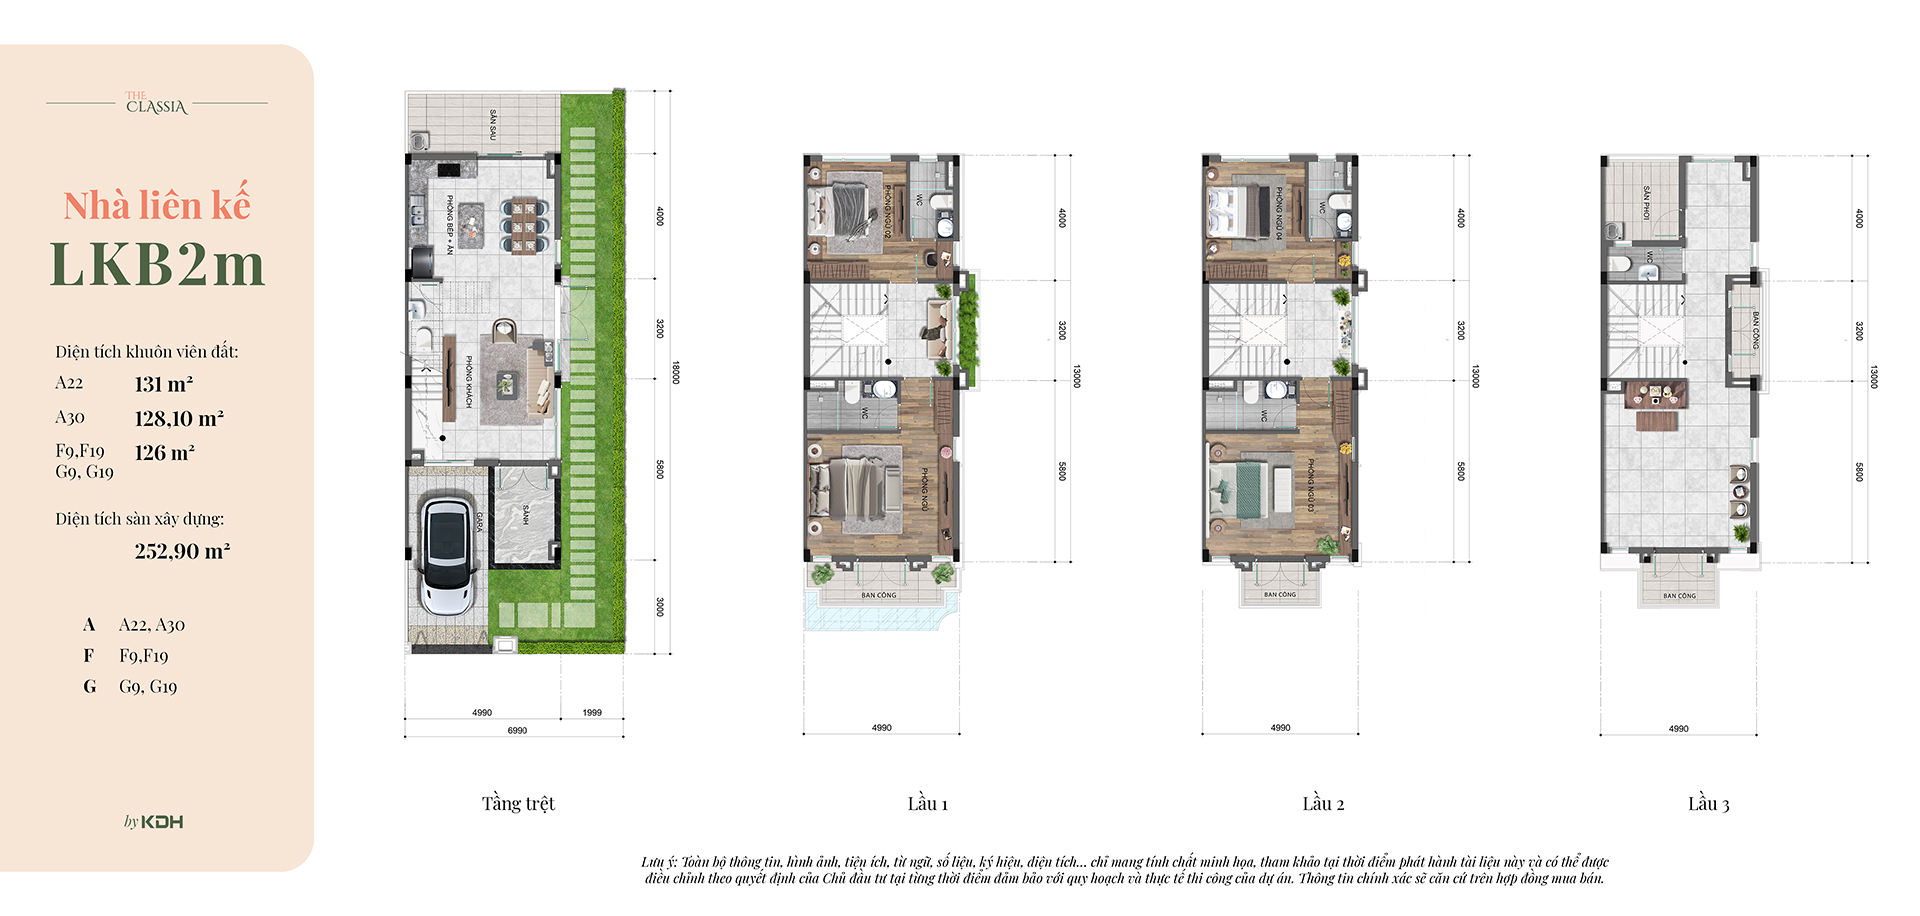 THE
CLASSIA
Nhà liên kế
LKB2m
Diện tích khuôn viên đất:
A22 131 m²
A30 128,10 m²
F9,F19 126 m²
G9, G19
Diện tích sàn xây dựng:
252,90 m²
A A22, A30
F F9,F19
G G9, G19
by KDH
SÂN SAU
PHÒNG BẾP + ĂN
PHÒNG KHÁCH
GARA
SẢNH
4000
3200
5800
3000
18000
4990
1999
6990
Tầng trệt
PHÒNG NGỦ 02
WC
WC
PHÒNG NGỦ
BAN CÔNG
4000
3200
5800
13000
4990
Lầu 1
PHÒNG NGỦ 04
WC
WC
PHÒNG NGỦ 03
BAN CÔNG
4000
3200
5800
13000
4990
Lầu 2
SÂN PHƠI
WC
BAN CÔNG
BAN CÔNG
4000
3200
5800
13000
4990
Lầu 3
Lưu ý: Toàn bộ thông tin, hình ảnh, tiện ích, từ ngữ, số liệu, ký hiệu, diện tích... chỉ mang tính chất minh họa, tham khảo tại thời điểm phát hành tài liệu này và có thể được
điều chỉnh theo quyết định của Chủ đầu tư tại từng thời điểm đảm bảo với quy hoạch và thực tế thi công của dự án. Thông tin chính xác sẽ căn cứ trên hợp đồng mua bán.